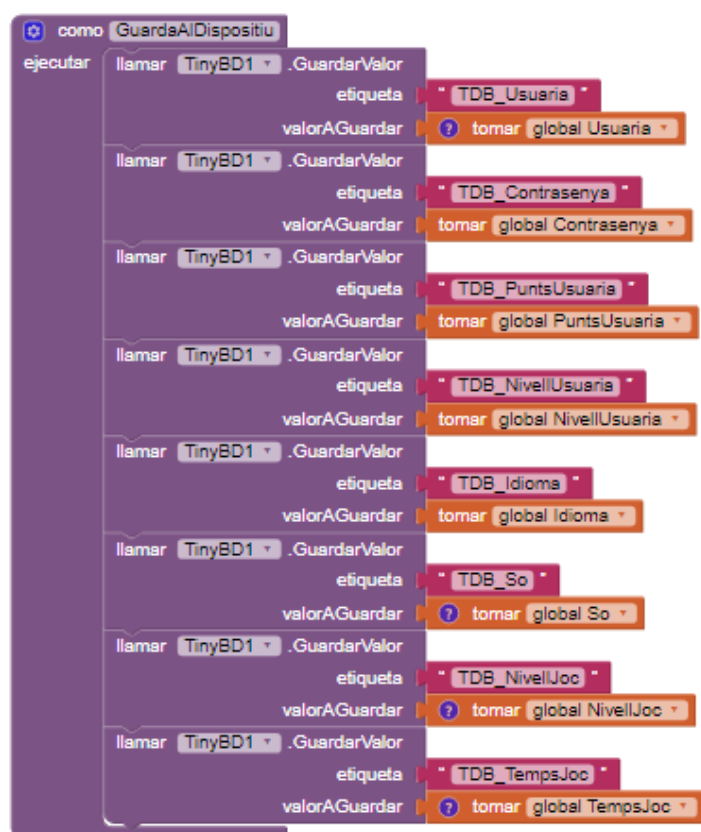 como GuardaAlDispositiu
ejecutar llamar TinyBD1 .GuardarValor
etiqueta " TDB_Usuaria "
valorAGuardar ? tomar global Usuaria
llamar TinyBD1 .GuardarValor
etiqueta " TDB_Contrasenya "
valorAGuardar tomar global Contrasenya
llamar TinyBD1 .GuardarValor
etiqueta " TDB_PuntsUsuaria "
valorAGuardar tomar global PuntsUsuaria
llamar TinyBD1 .GuardarValor
etiqueta " TDB_NivellUsuaria "
valorAGuardar tomar global NivellUsuaria
llamar TinyBD1 .GuardarValor
etiqueta " TDB_Idioma "
valorAGuardar tomar global Idioma
llamar TinyBD1 .GuardarValor
etiqueta " TDB_So "
valorAGuardar ? tomar global So
llamar TinyBD1 .GuardarValor
etiqueta " TDB_NivellJoc "
valorAGuardar ? tomar global NivellJoc
llamar TinyBD1 .GuardarValor
etiqueta " TDB_TempsJoc "
valorAGuardar ? tomar global TempsJoc